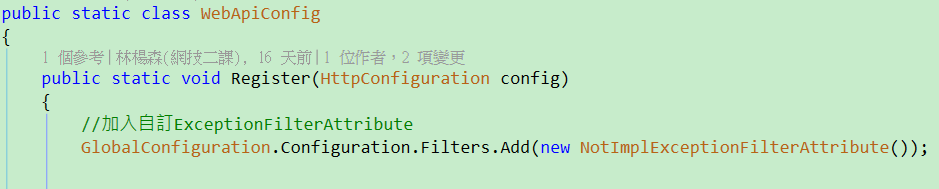 public static class WebApiConfig
{
1 個參考|林楊森(網技二課), 16 天前|1 位作者，2 項變更
public static void Register(HttpConfiguration config)
{
//加入自訂ExceptionFilterAttribute
GlobalConfiguration.Configuration.Filters.Add(new NotImplExceptionFilterAttribute());